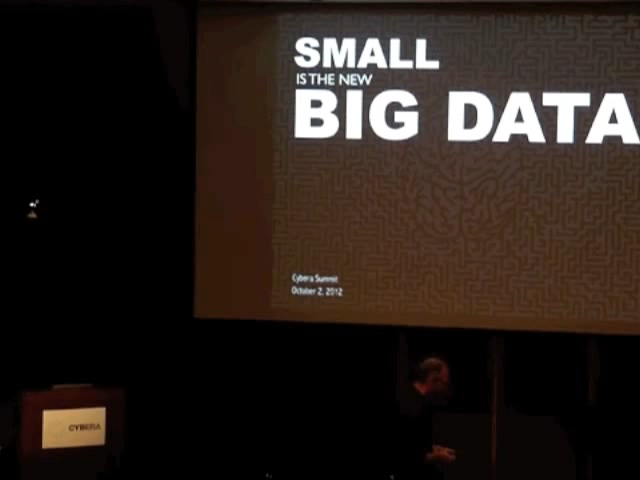 SMALL
IS THE NEW
BIG DATA
Cybera Summit
October 2, 2012
CYBERA